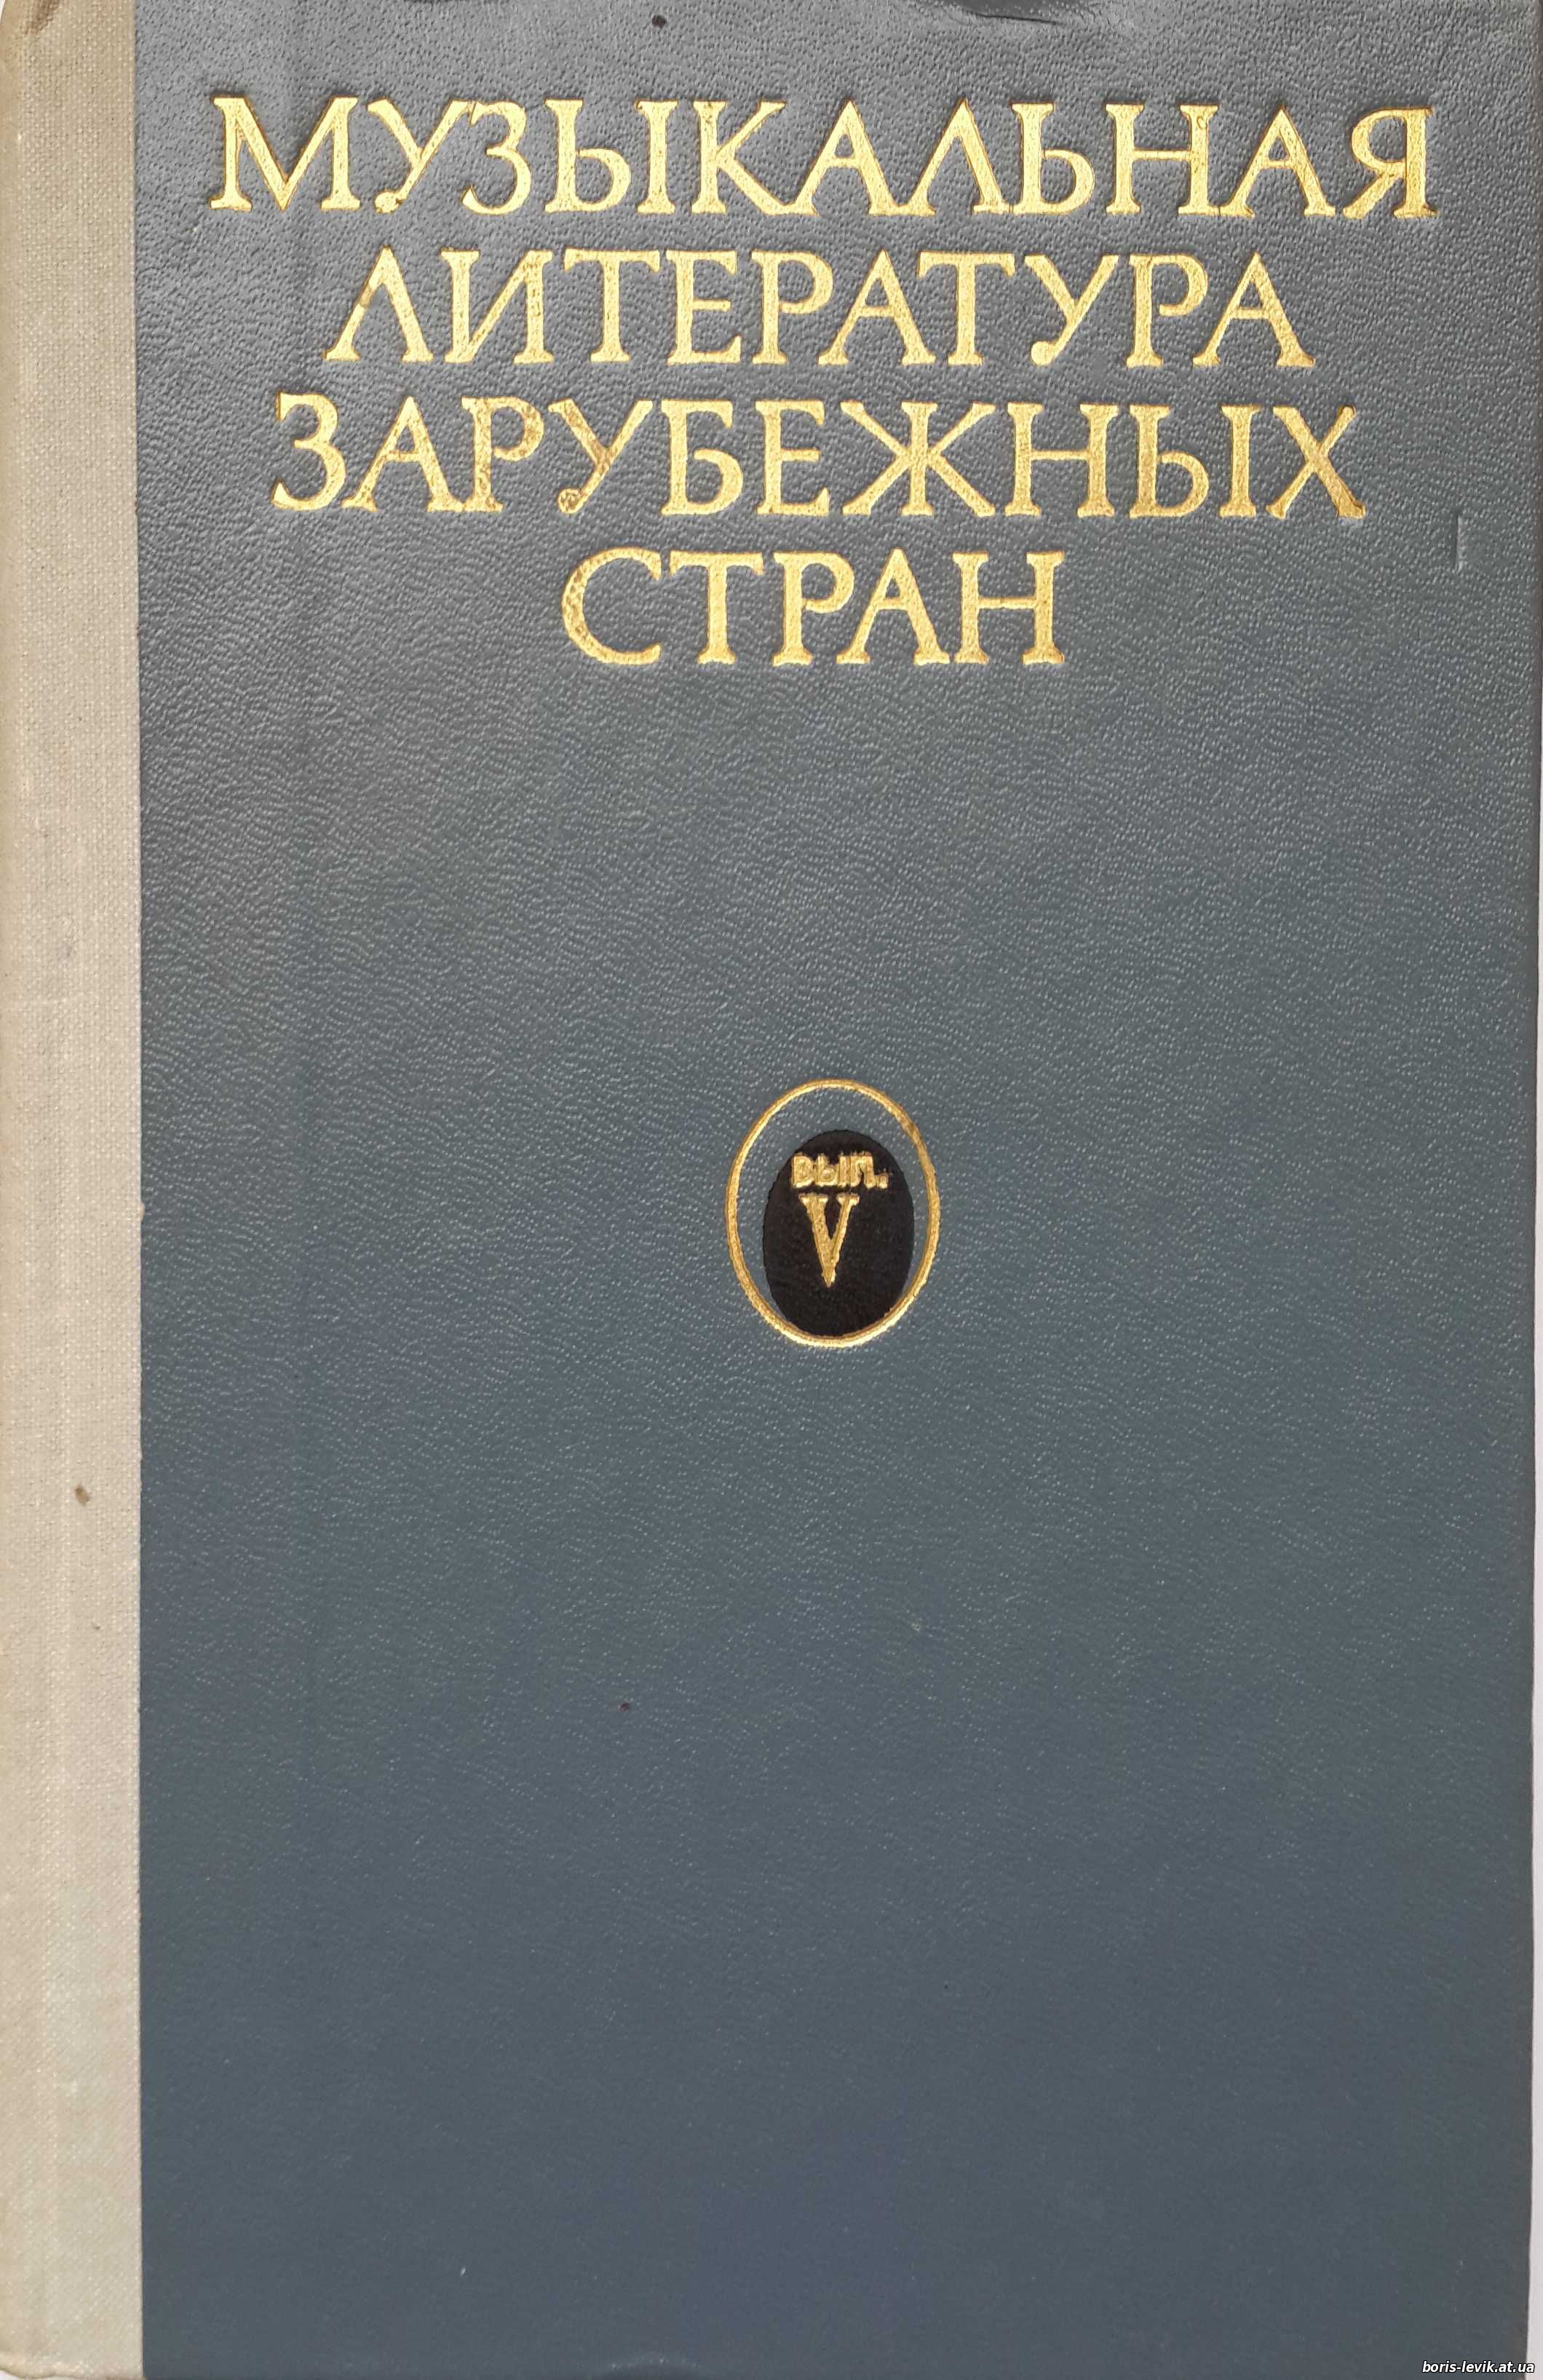 МУЗЫКАЛЬНАЯ
ЛИТЕРАТУРА
ЗАРУБЕЖНЫХ
СТРАН
ВЫП.
V
boris-levik.at.ua